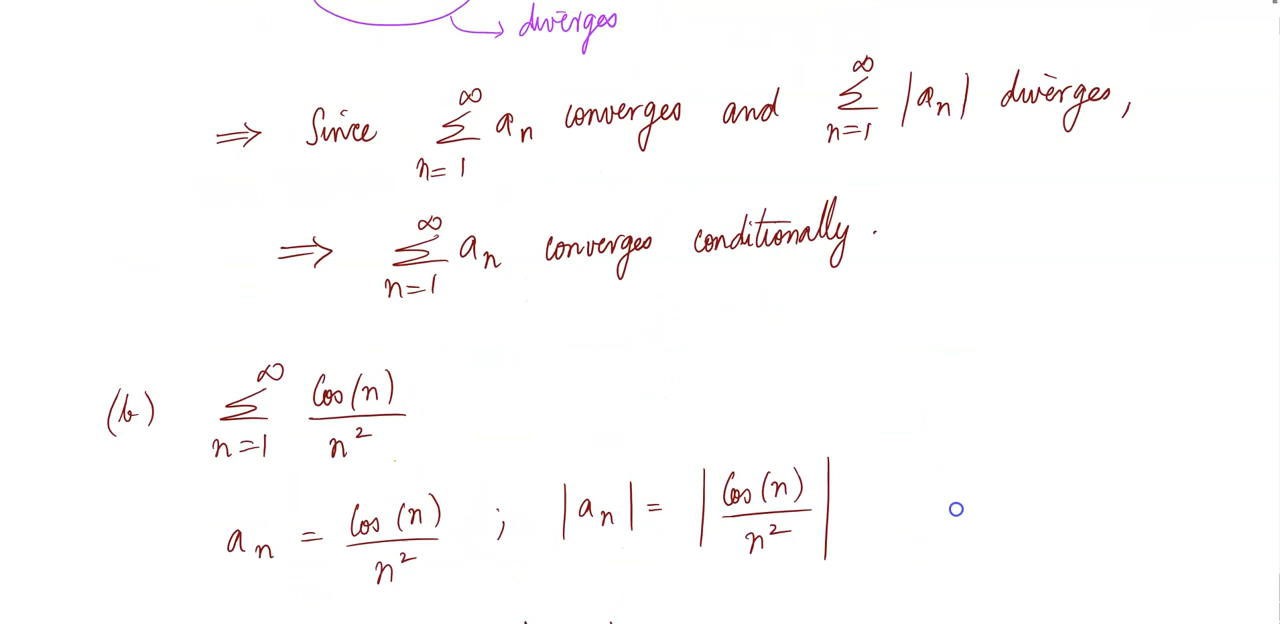 diverges
⇒ Since ∑_{n=1}^{∞} a_n converges and ∑_{n=1}^{∞} |a_n| diverges,
⇒ ∑_{n=1}^{∞} a_n converges conditionally.
(b) ∑_{n=1}^{∞} Cos(n)/n²
a_n = Cos(n)/n² ; |a_n| = |Cos(n)/n²|